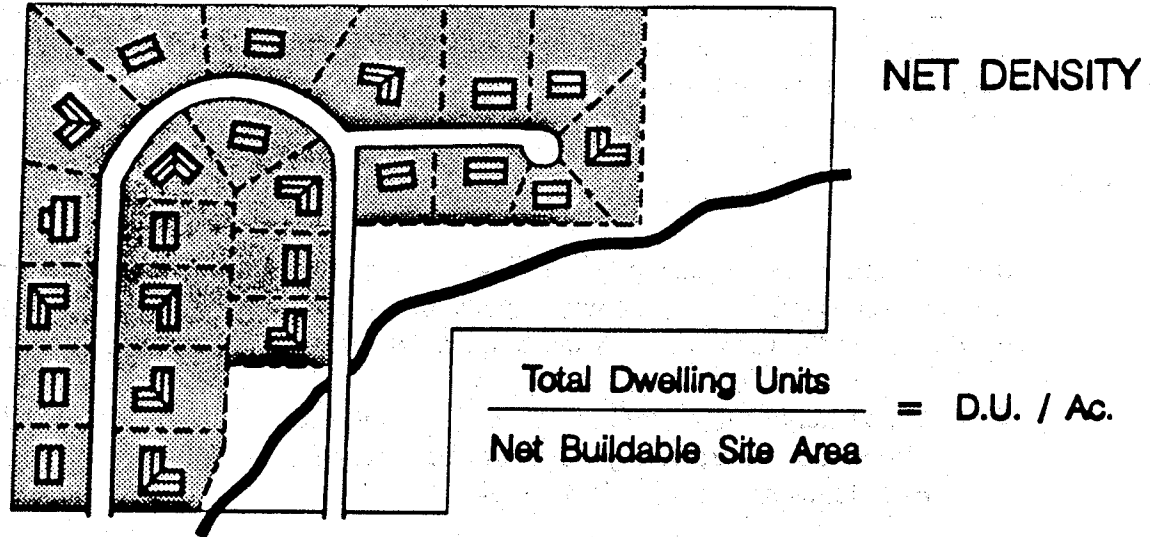 NET DENSITY
Total Dwelling Units
Net Buildable Site Area
= D.U. / Ac.